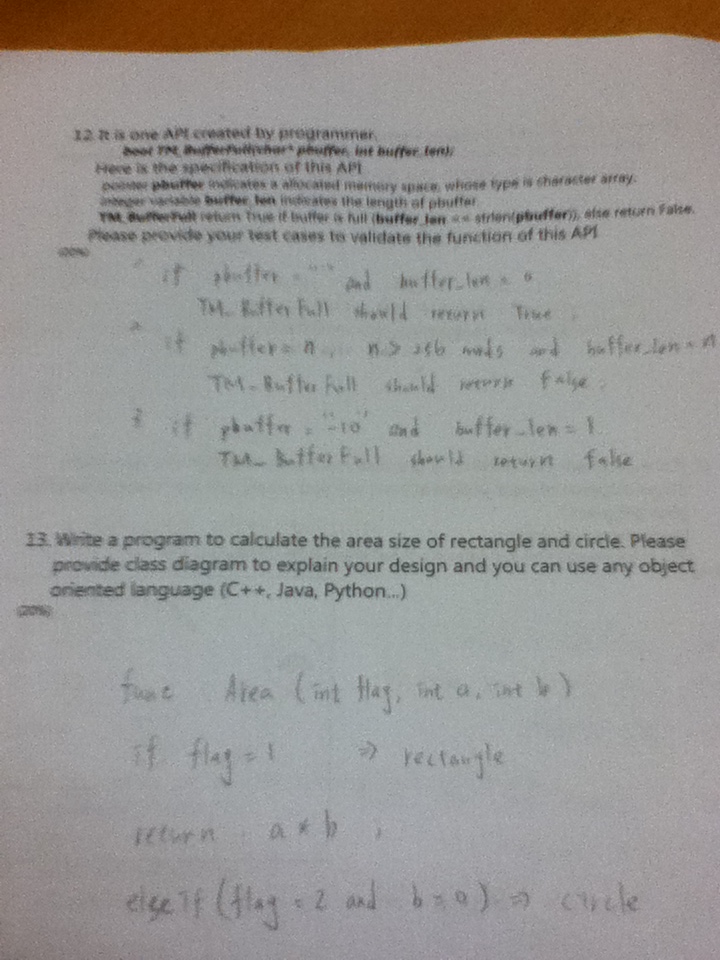 12. It is one API created by programmer.
bool TM_BufferFull(char* pbuffer, int buffer_len);
Here is the specification of this API
pointer pbuffer indicates a allocated memory space, whose type is character array.
integer variable buffer_len indicates the length of pbuffer
TM_BufferFull return True if buffer is full (buffer_len == strlen(pbuffer)), else return False.
Please provide your test cases to validate the function of this API
(20%)
if pbuffer = "" and buffer_len = 0
TM_BufferFull should return True
2 if pbuffer = n, n > 256 and buffer_len = n
TM_BufferFull should return false
3 if pbuffer = "-10" and buffer_len = 1
TM_BufferFull should return false
13. Write a program to calculate the area size of rectangle and circle. Please
provide class diagram to explain your design and you can use any object
oriented language (C++, Java, Python...)
(20%)
func Area (int flag, int a, int b)
if flag = 1 => rectangle
return a * b ;
else if (flag = 2 and b = 0) => circle